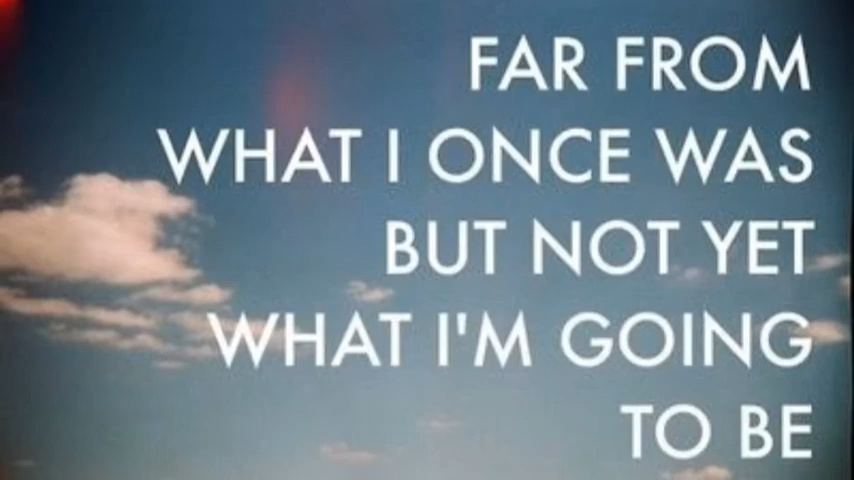 FAR FROM
WHAT I ONCE WAS
BUT NOT YET
WHAT I'M GOING
TO BE